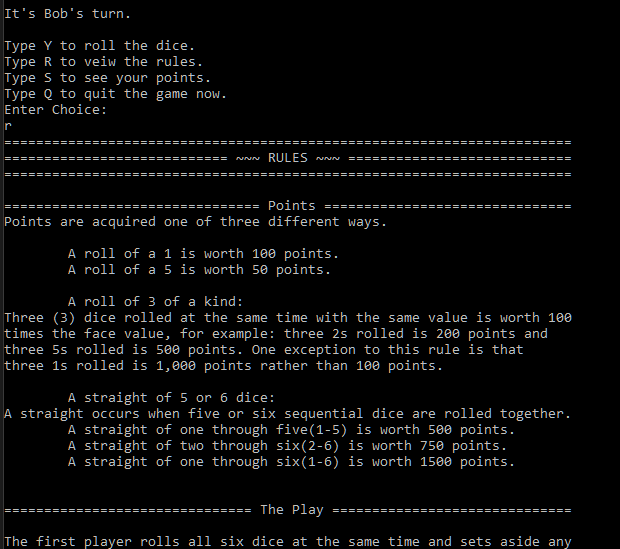 It's Bob's turn.
Type Y to roll the dice.
Type R to veiw the rules.
Type S to see your points.
Type Q to quit the game now.
Enter Choice:
r
=======================================================================
============================ ~~~ RULES ~~~ ============================
=======================================================================
================================ Points ===============================
Points are acquired one of three different ways.
A roll of a 1 is worth 100 points.
A roll of a 5 is worth 50 points.
A roll of 3 of a kind:
Three (3) dice rolled at the same time with the same value is worth 100
times the face value, for example: three 2s rolled is 200 points and
three 5s rolled is 500 points. One exception to this rule is that
three 1s rolled is 1,000 points rather than 100 points.
A straight of 5 or 6 dice:
A straight occurs when five or six sequential dice are rolled together.
A straight of one through five(1-5) is worth 500 points.
A straight of two through six(2-6) is worth 750 points.
A straight of one through six(1-6) is worth 1500 points.
=============================== The Play ==============================
The first player rolls all six dice at the same time and sets aside any